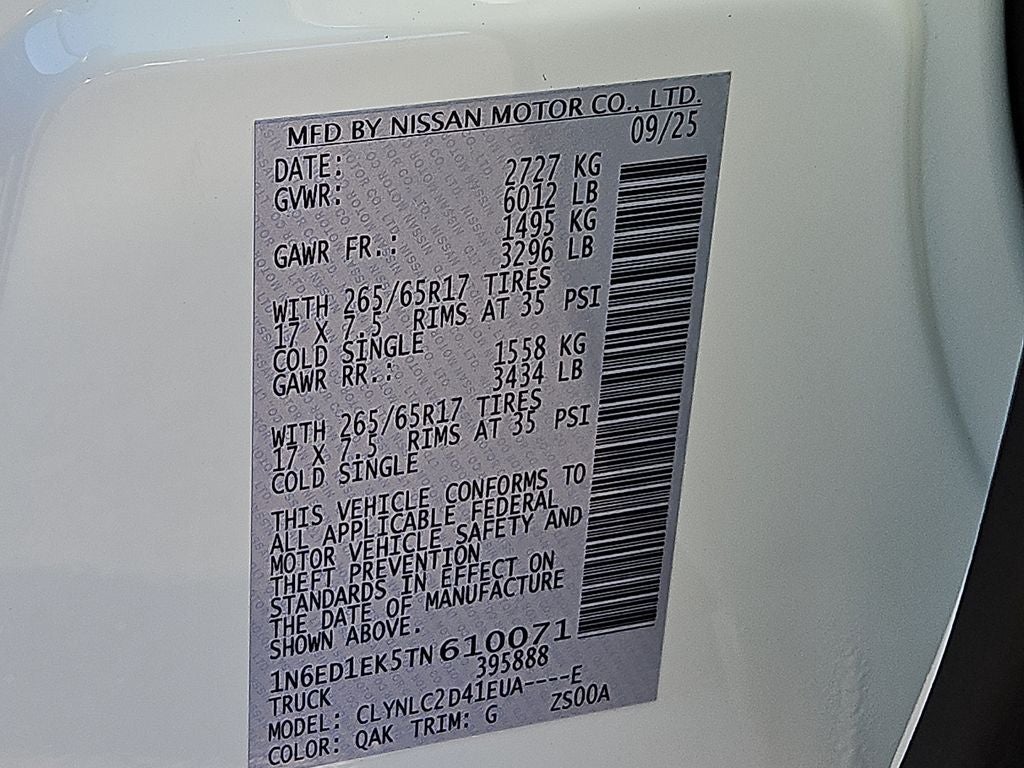 MFD BY NISSAN MOTOR CO., LTD.
DATE: 09/25
GVWR: 2727 KG
6012 LB
GAWR FR.: 1495 KG
3296 LB
WITH 265/65R17 TIRES
17 X 7.5 RIMS AT 35 PSI
COLD SINGLE
GAWR RR.: 1558 KG
3434 LB
WITH 265/65R17 TIRES
17 X 7.5 RIMS AT 35 PSI
COLD SINGLE
THIS VEHICLE CONFORMS TO
ALL APPLICABLE FEDERAL
MOTOR VEHICLE SAFETY AND
THEFT PREVENTION
STANDARDS IN EFFECT ON
THE DATE OF MANUFACTURE
SHOWN ABOVE.
1N6ED1EK5TN610071
TRUCK 395888
MODEL: CLYNLC2D41EUA----E
COLOR: QAK TRIM: G ZS00A